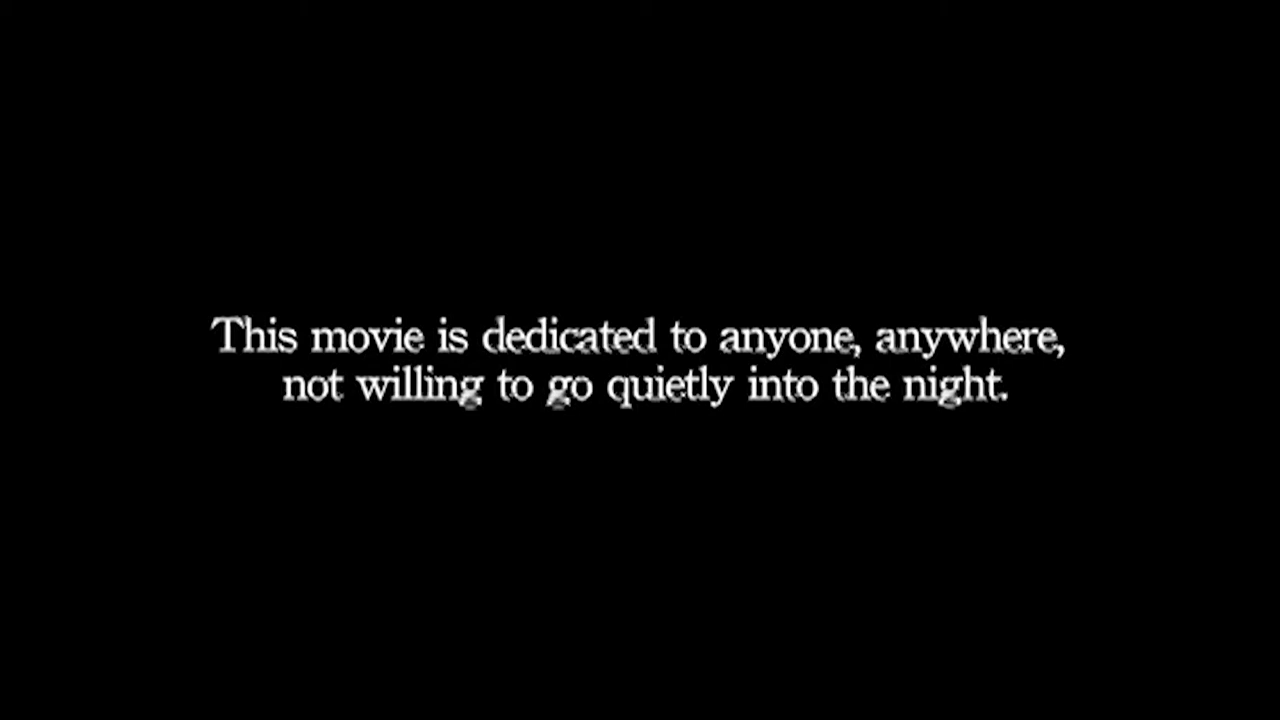 This movie is dedicated to anyone, anywhere,
not willing to go quietly into the night.